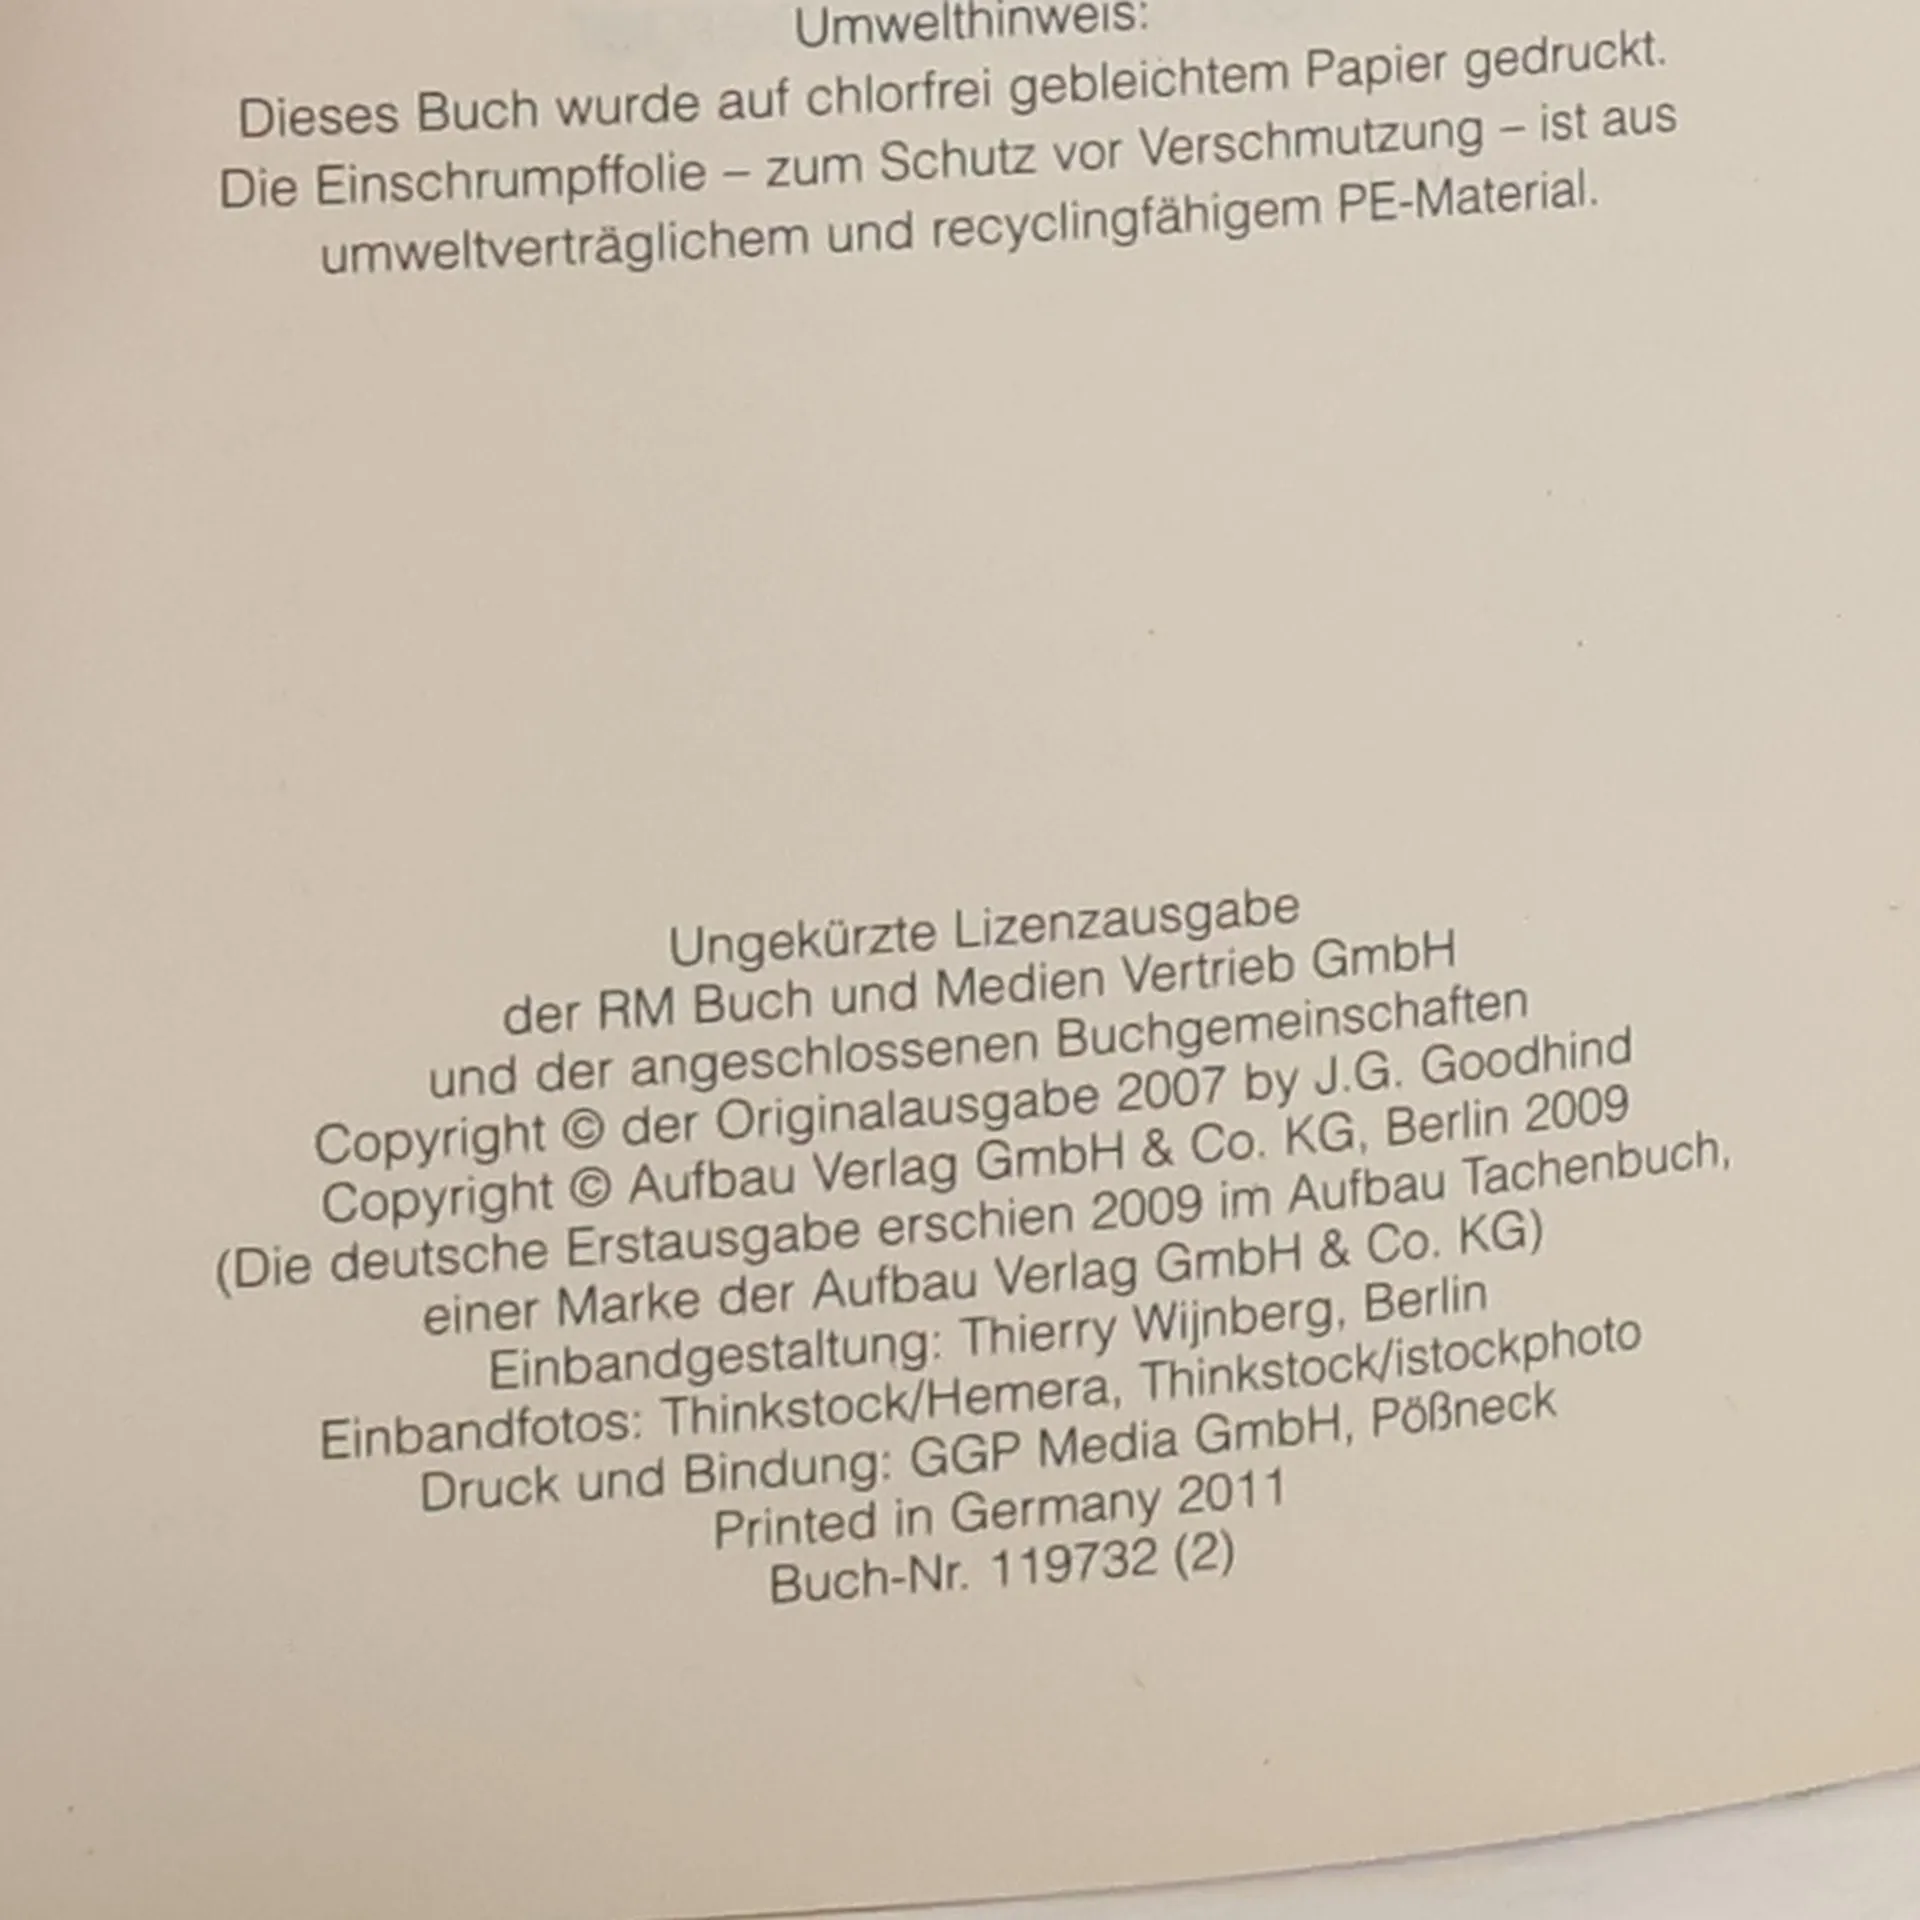 Umwelthinweis:
Dieses Buch wurde auf chlorfrei gebleichtem Papier gedruckt.
Die Einschrumpffolie – zum Schutz vor Verschmutzung – ist aus
umweltverträglichem und recyclingfähigem PE-Material.
Ungekürzte Lizenzausgabe
der RM Buch und Medien Vertrieb GmbH
und der angeschlossenen Buchgemeinschaften
Copyright © der Originalausgabe 2007 by J.G. Goodhind
Copyright © Aufbau Verlag GmbH & Co. KG, Berlin 2009
(Die deutsche Erstausgabe erschien 2009 im Aufbau Tachenbuch,
einer Marke der Aufbau Verlag GmbH & Co. KG)
Einbandgestaltung: Thierry Wijnberg, Berlin
Einbandfotos: Thinkstock/Hemera, Thinkstock/istockphoto
Druck und Bindung: GGP Media GmbH, Pößneck
Printed in Germany 2011
Buch-Nr. 119732 (2)